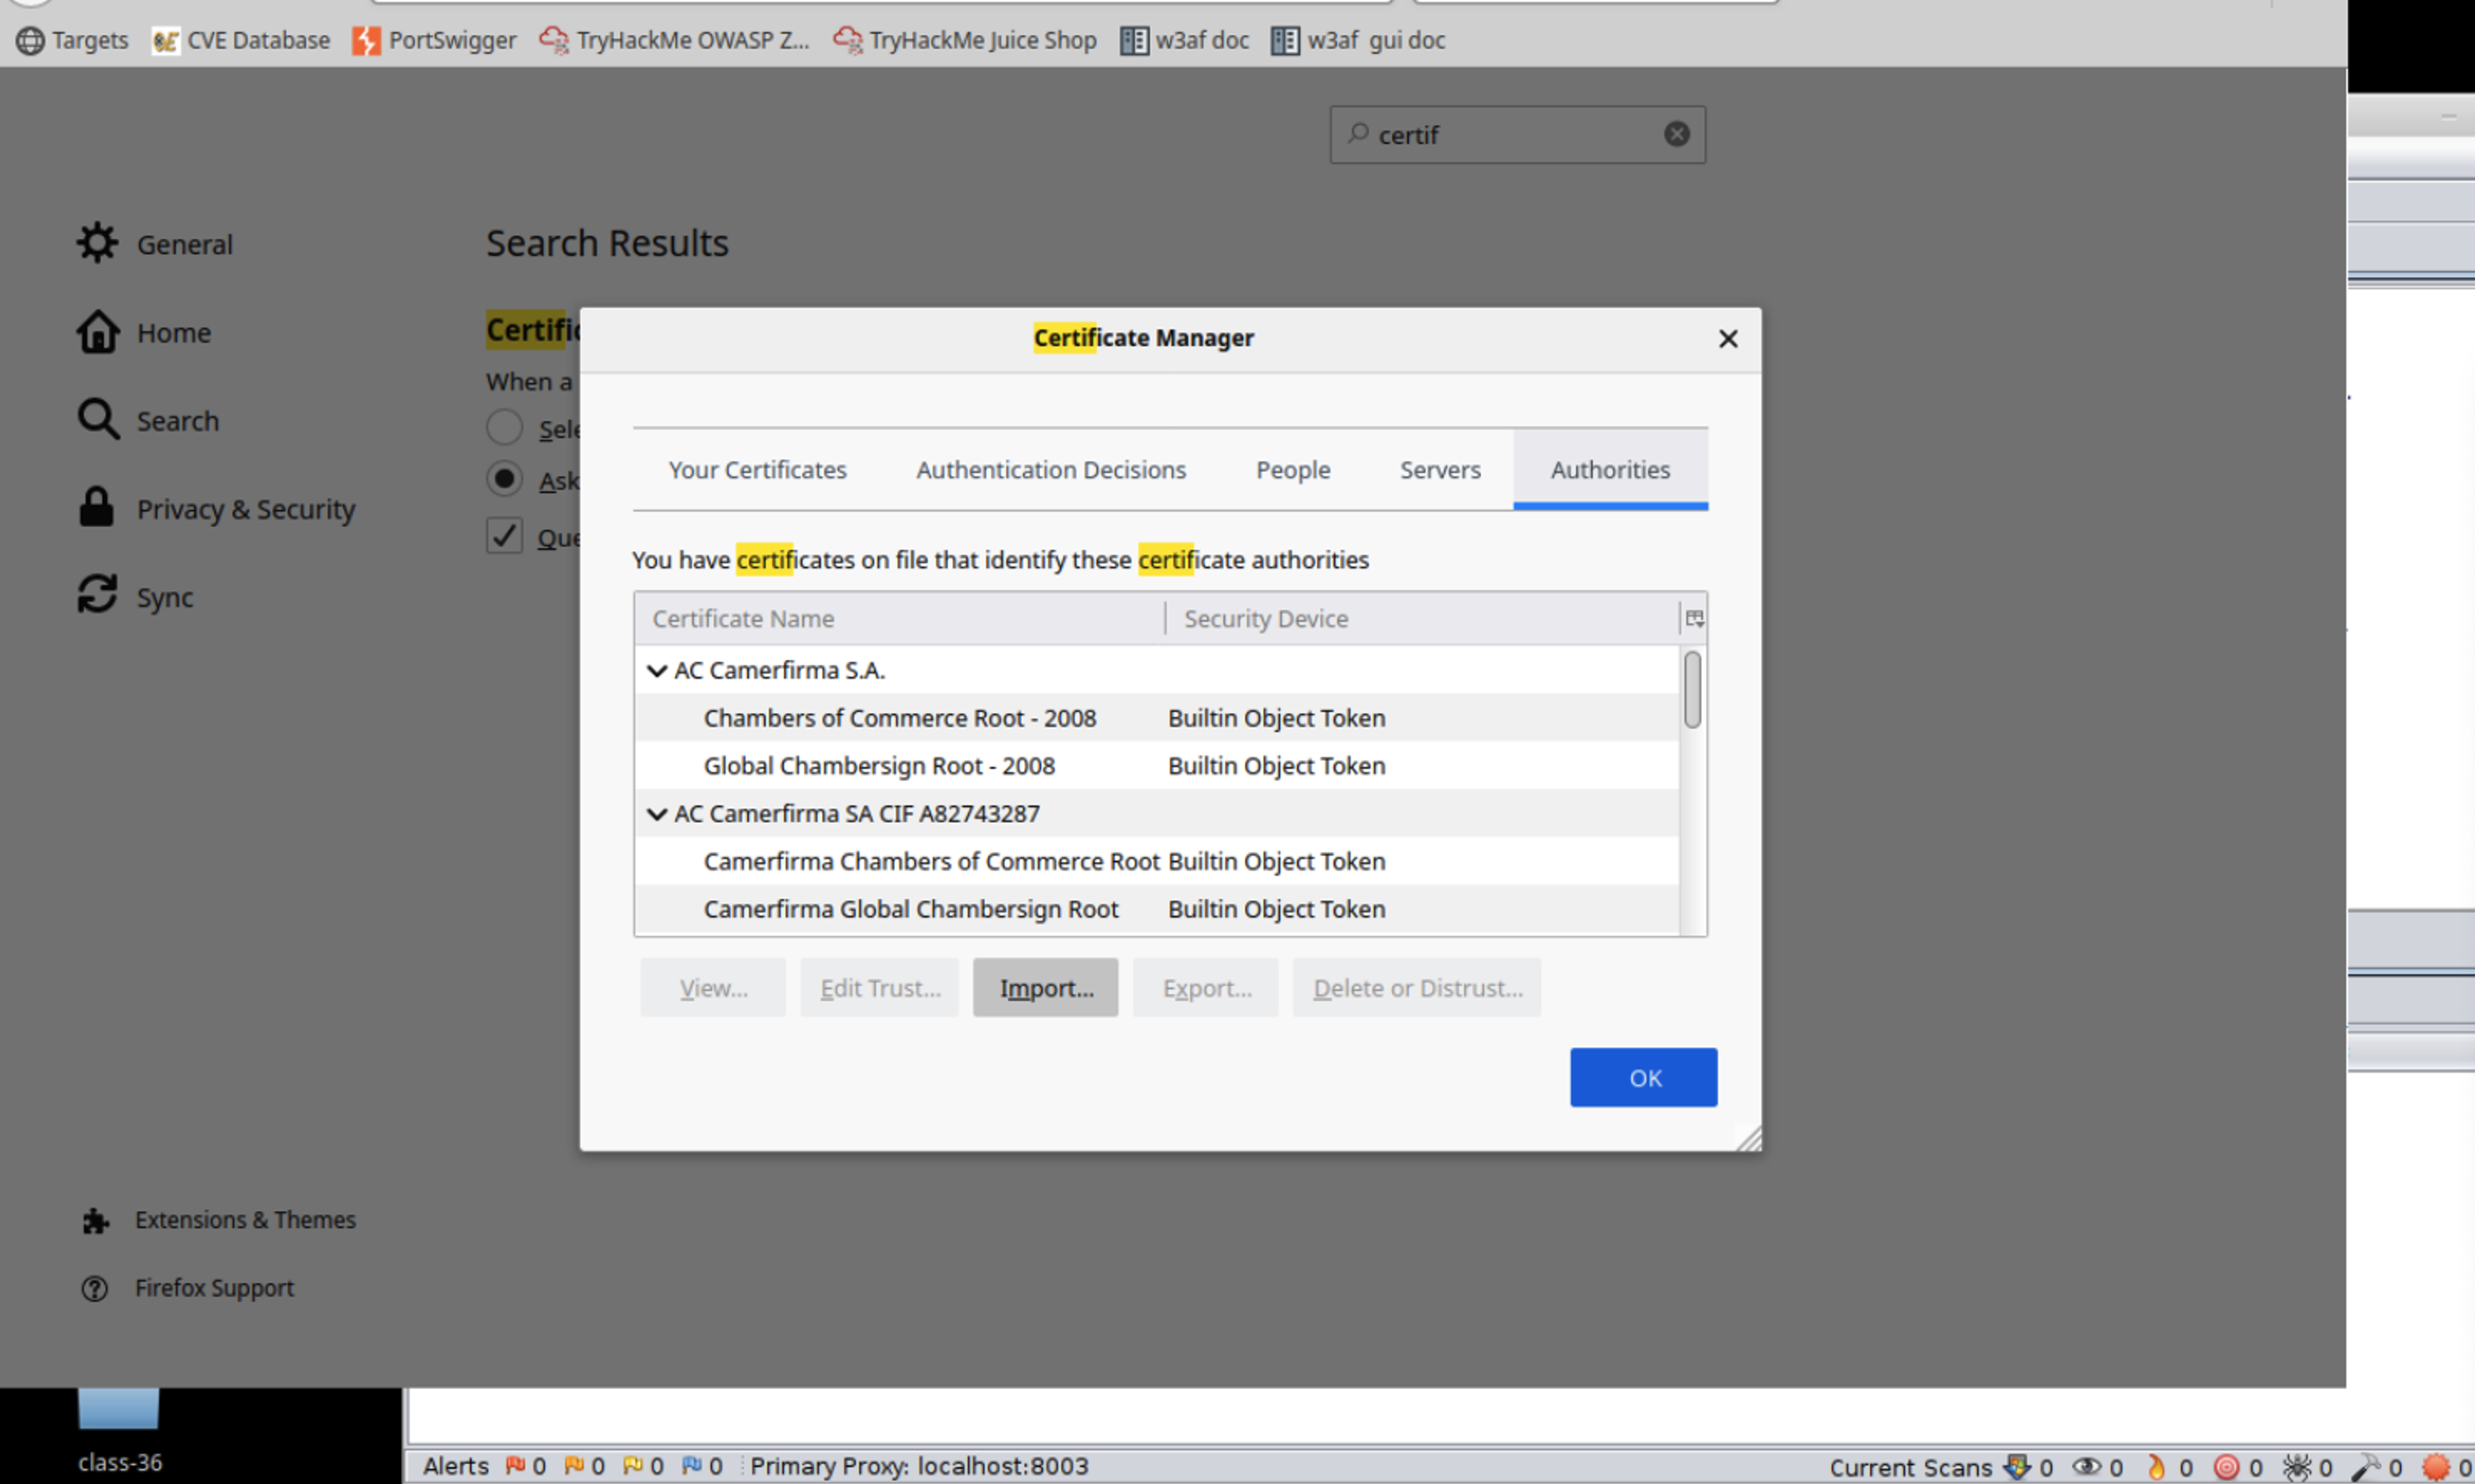 Targets CVE Database PortSwigger TryHackMe OWASP Z... TryHackMe Juice Shop w3af doc w3af gui doc
certif
General
Home
Search
Privacy & Security
Sync
Extensions & Themes
Firefox Support
Search Results
Certific
When a
Sele
Ask
Que
Certificate Manager
Your Certificates Authentication Decisions People Servers Authorities
You have certificates on file that identify these certificate authorities
Certificate Name Security Device
AC Camerfirma S.A.
Chambers of Commerce Root - 2008 Builtin Object Token
Global Chambersign Root - 2008 Builtin Object Token
AC Camerfirma SA CIF A82743287
Camerfirma Chambers of Commerce Root Builtin Object Token
Camerfirma Global Chambersign Root Builtin Object Token
View... Edit Trust... Import... Export... Delete or Distrust...
OK
class-36
Alerts 0 0 0 0 Primary Proxy: localhost:8003 Current Scans 0 0 0 0 0 0 0